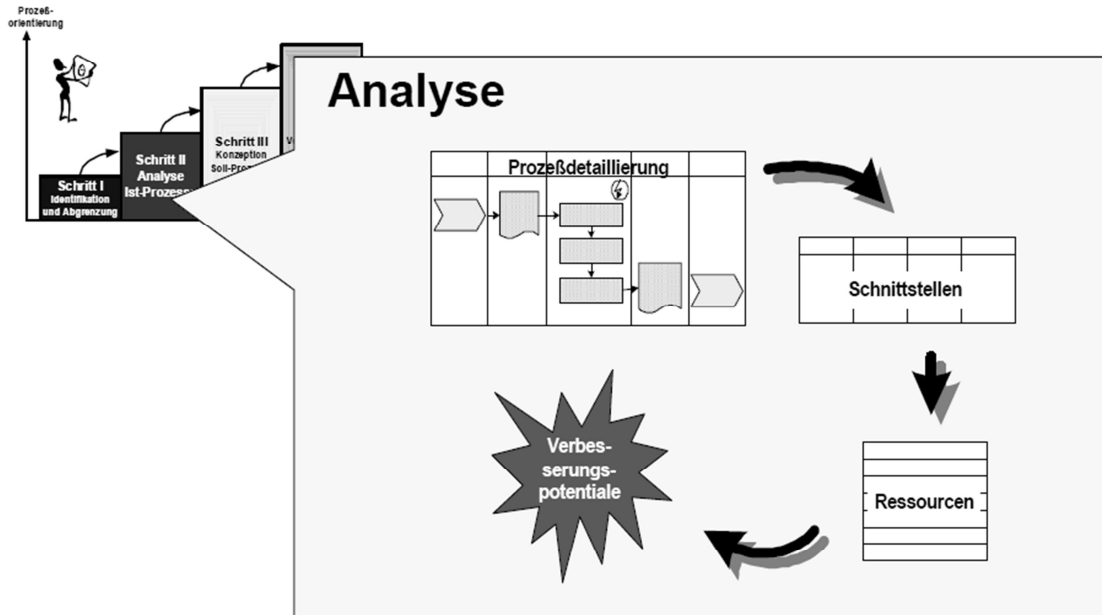 Prozeß-
orientierung
Analyse
Schritt I
Identifikation
und Abgrenzung
Schritt II
Analyse
Schritt III
Konzeption
Prozeßdetaillierung
Schnittstellen
Ressourcen
Verbes-
serungs-
potentiale